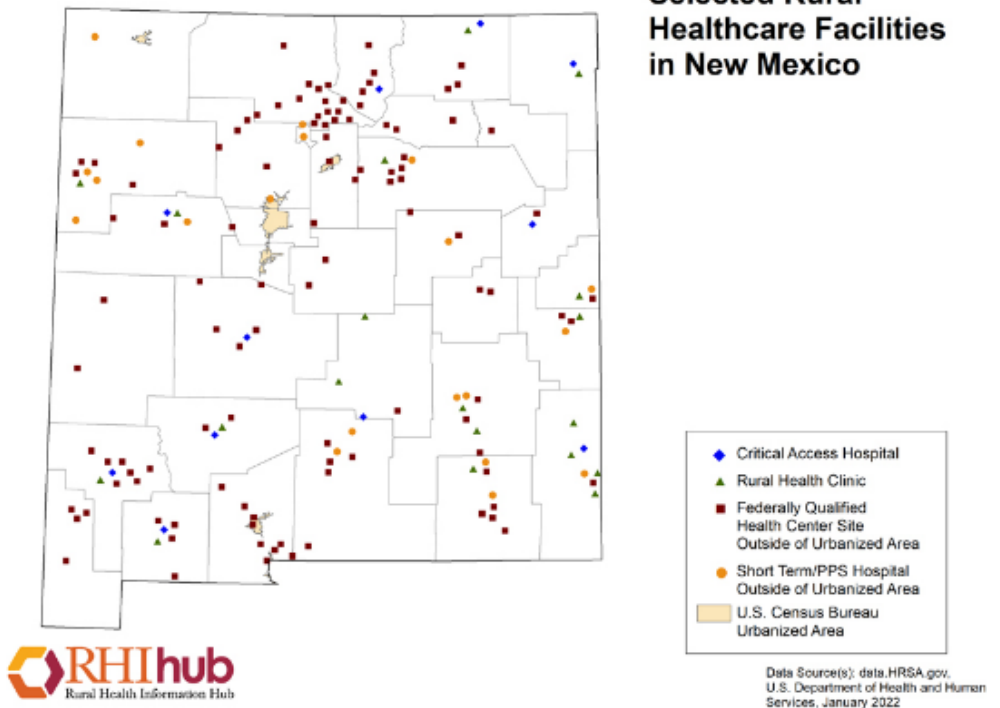 Selected Rural
Healthcare Facilities
in New Mexico
Critical Access Hospital
Rural Health Clinic
Federally Qualified
Health Center Site
Outside of Urbanized Area
Short Term/PPS Hospital
Outside of Urbanized Area
U.S. Census Bureau
Urbanized Area
RHIhub
Rural Health Information Hub
Data Source(s): data.HRSA.gov,
U.S. Department of Health and Human
Services, January 2022